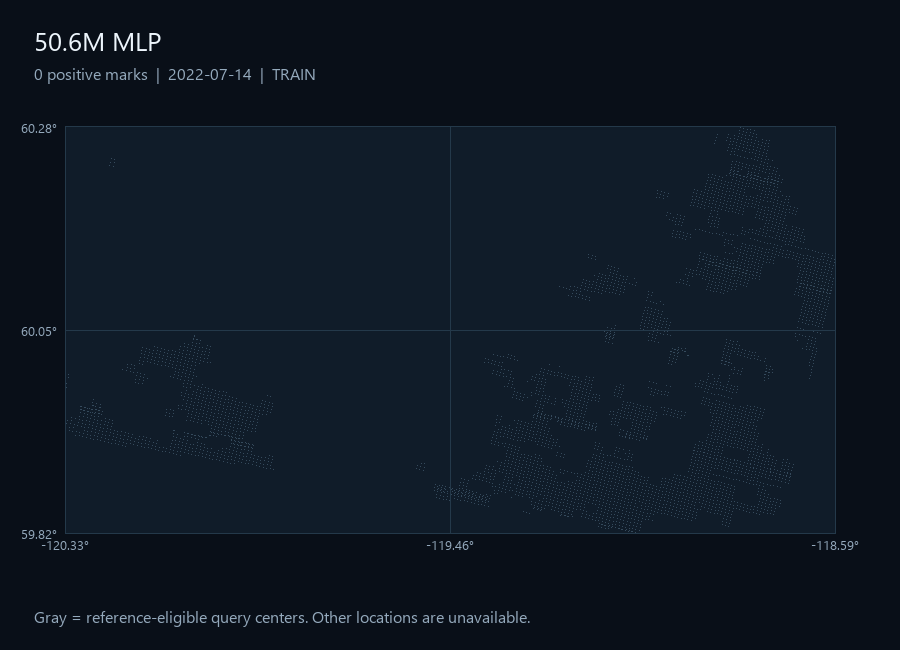 50.6M MLP
0 positive marks | 2022-07-14 | TRAIN
60.28°
60.05°
59.82°
-120.33°
-119.46°
-118.59°
Gray = reference-eligible query centers. Other locations are unavailable.